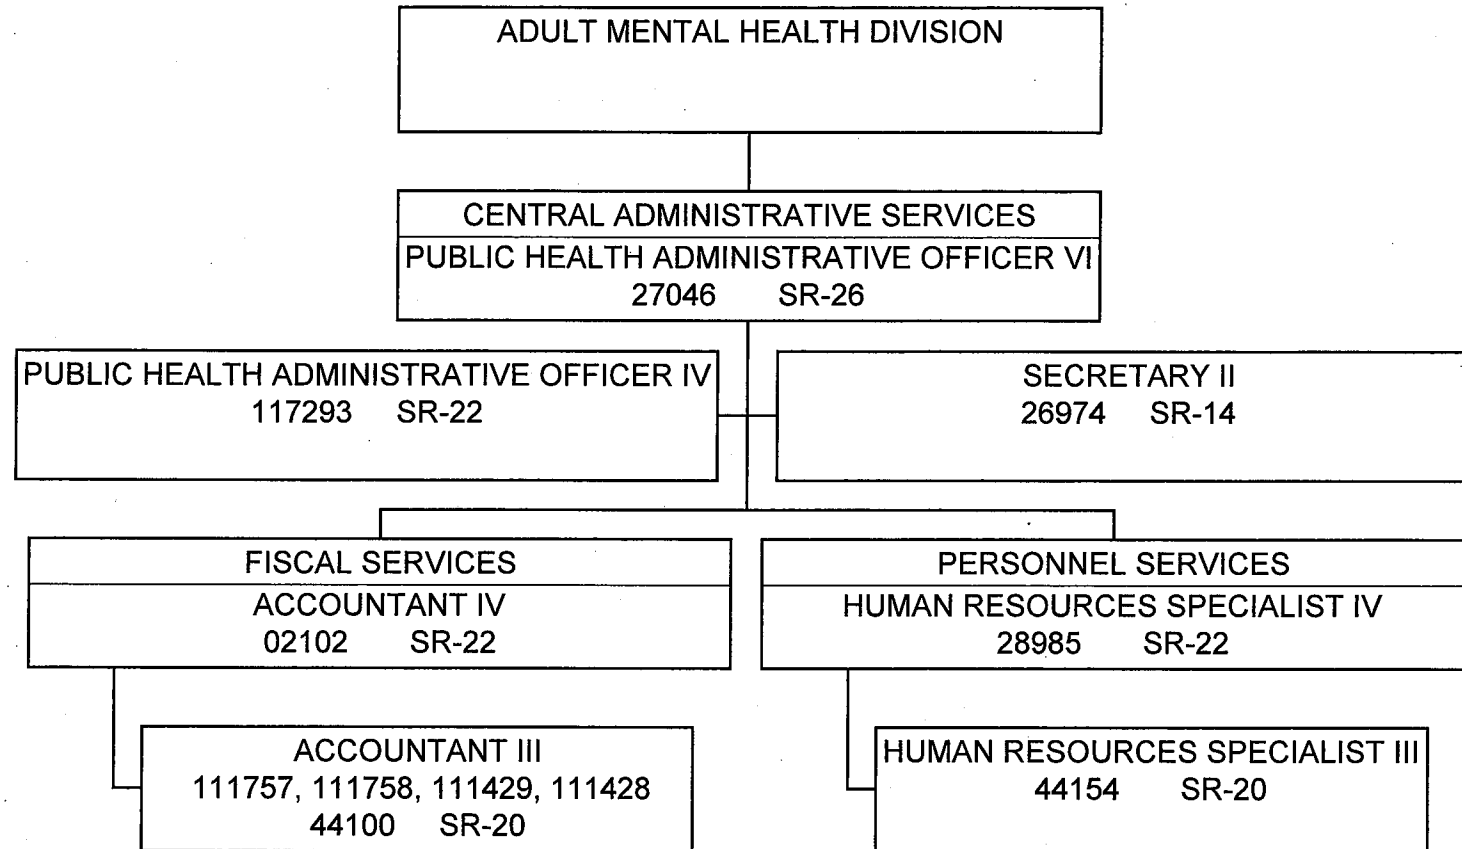 ADULT MENTAL HEALTH DIVISION
CENTRAL ADMINISTRATIVE SERVICES
PUBLIC HEALTH ADMINISTRATIVE OFFICER VI
27046 SR-26
PUBLIC HEALTH ADMINISTRATIVE OFFICER IV
117293 SR-22
SECRETARY II
26974 SR-14
FISCAL SERVICES
ACCOUNTANT IV
02102 SR-22
PERSONNEL SERVICES
HUMAN RESOURCES SPECIALIST IV
28985 SR-22
ACCOUNTANT III
111757, 111758, 111429, 111428
44100 SR-20
HUMAN RESOURCES SPECIALIST III
44154 SR-20